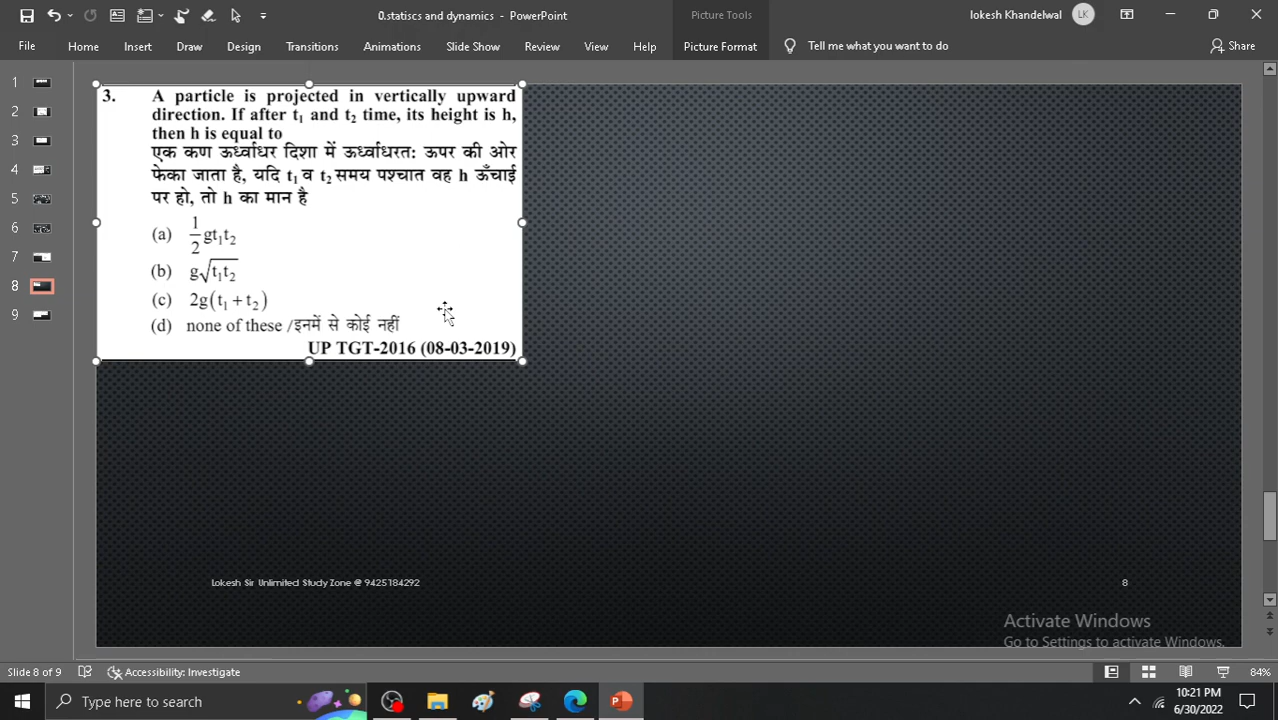 0.statiscs and dynamics - PowerPoint
Picture Tools
lokesh Khandelwal
LK
File Home Insert Draw Design Transitions Animations Slide Show Review View Help Picture Format Tell me what you want to do Share
1
2
3
4
5
6
7
8
9
3. A particle is projected in vertically upward
direction. If after t₁ and t₂ time, its height is h,
then h is equal to
एक कण ऊर्ध्वाधर दिशा में ऊर्ध्वाधरत: ऊपर की ओर
फेका जाता है, यदि t₁ व t₂ समय पश्चात वह h ऊँचाई
पर हो, तो h का मान है
(a) 1/2 gt₁t₂
(b) g√t₁t₂
(c) 2g(t₁ + t₂)
(d) none of these /इनमें से कोई नहीं
UP TGT-2016 (08-03-2019)
Lokesh Sir Unlimited Study Zone @ 9425184292
8
Activate Windows
Go to Settings to activate Windows.
Slide 8 of 9
Accessibility: Investigate
84%
Type here to search
10:21 PM
6/30/2022